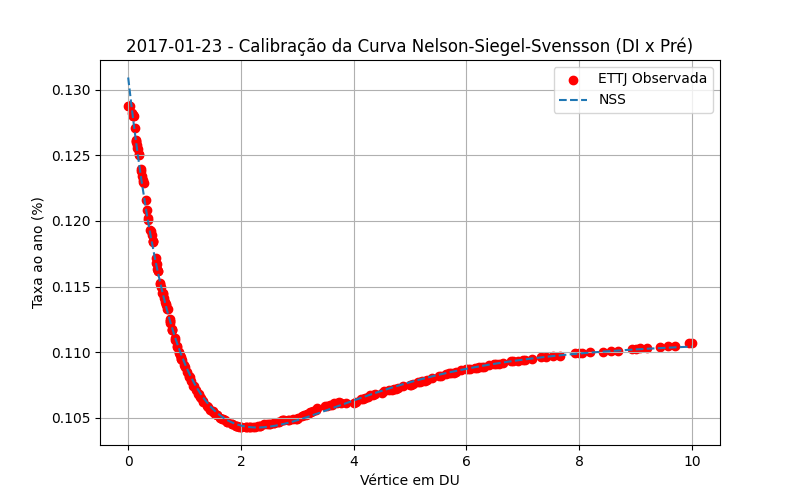 2017-01-23 - Calibração da Curva Nelson-Siegel-Svensson (DI x Pré)
ETTJ Observada
NSS
Taxa ao ano (%)
0.130
0.125
0.120
0.115
0.110
0.105
0 2 4 6 8 10
Vértice em DU